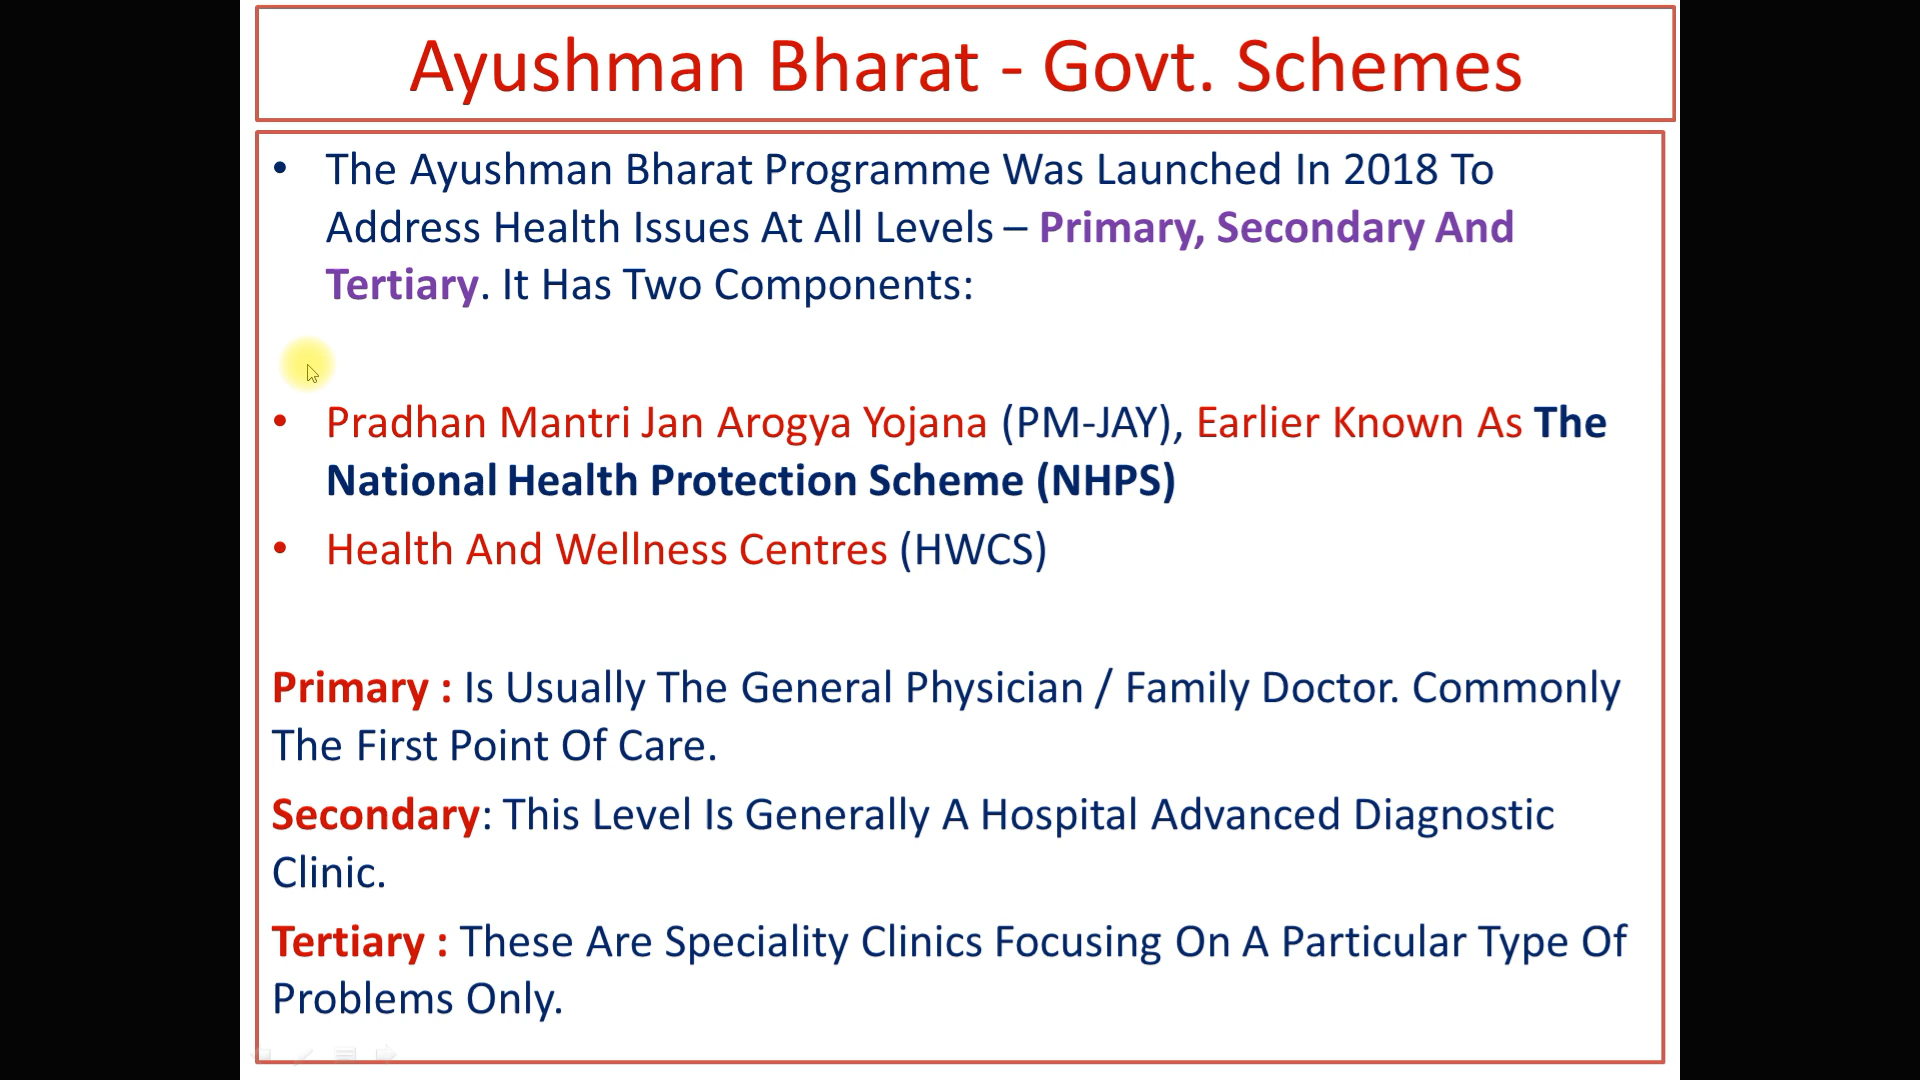 Ayushman Bharat - Govt. Schemes
• The Ayushman Bharat Programme Was Launched In 2018 To
Address Health Issues At All Levels – Primary, Secondary And
Tertiary. It Has Two Components:
• Pradhan Mantri Jan Arogya Yojana (PM-JAY), Earlier Known As The
National Health Protection Scheme (NHPS)
• Health And Wellness Centres (HWCS)
Primary : Is Usually The General Physician / Family Doctor. Commonly
The First Point Of Care.
Secondary: This Level Is Generally A Hospital Advanced Diagnostic
Clinic.
Tertiary : These Are Speciality Clinics Focusing On A Particular Type Of
Problems Only.